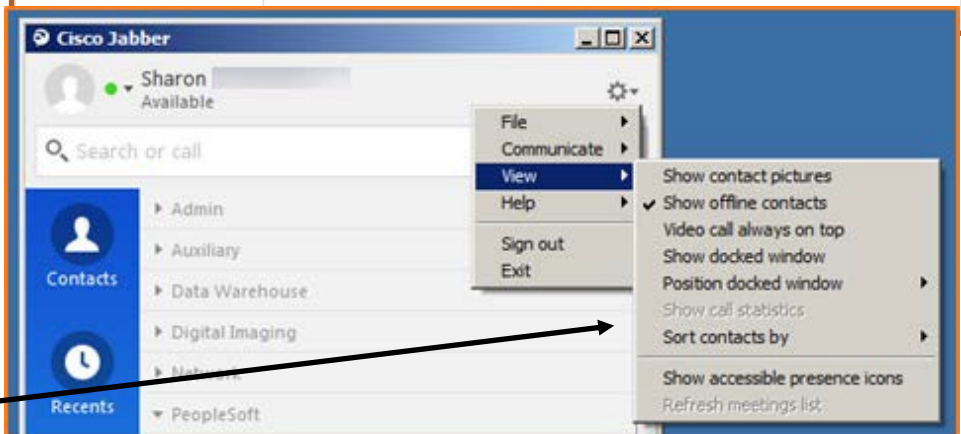 Cisco Jabber
Sharon
Available
Search or call
File
Communicate
View
Help
Sign out
Exit
Show contact pictures
Show offline contacts
Video call always on top
Show docked window
Position docked window
Show call statistics
Sort contacts by
Show accessible presence icons
Refresh meetings list
Contacts
Recents
Admin
Auxiliary
Data Warehouse
Digital Imaging
Network
PeopleSoft